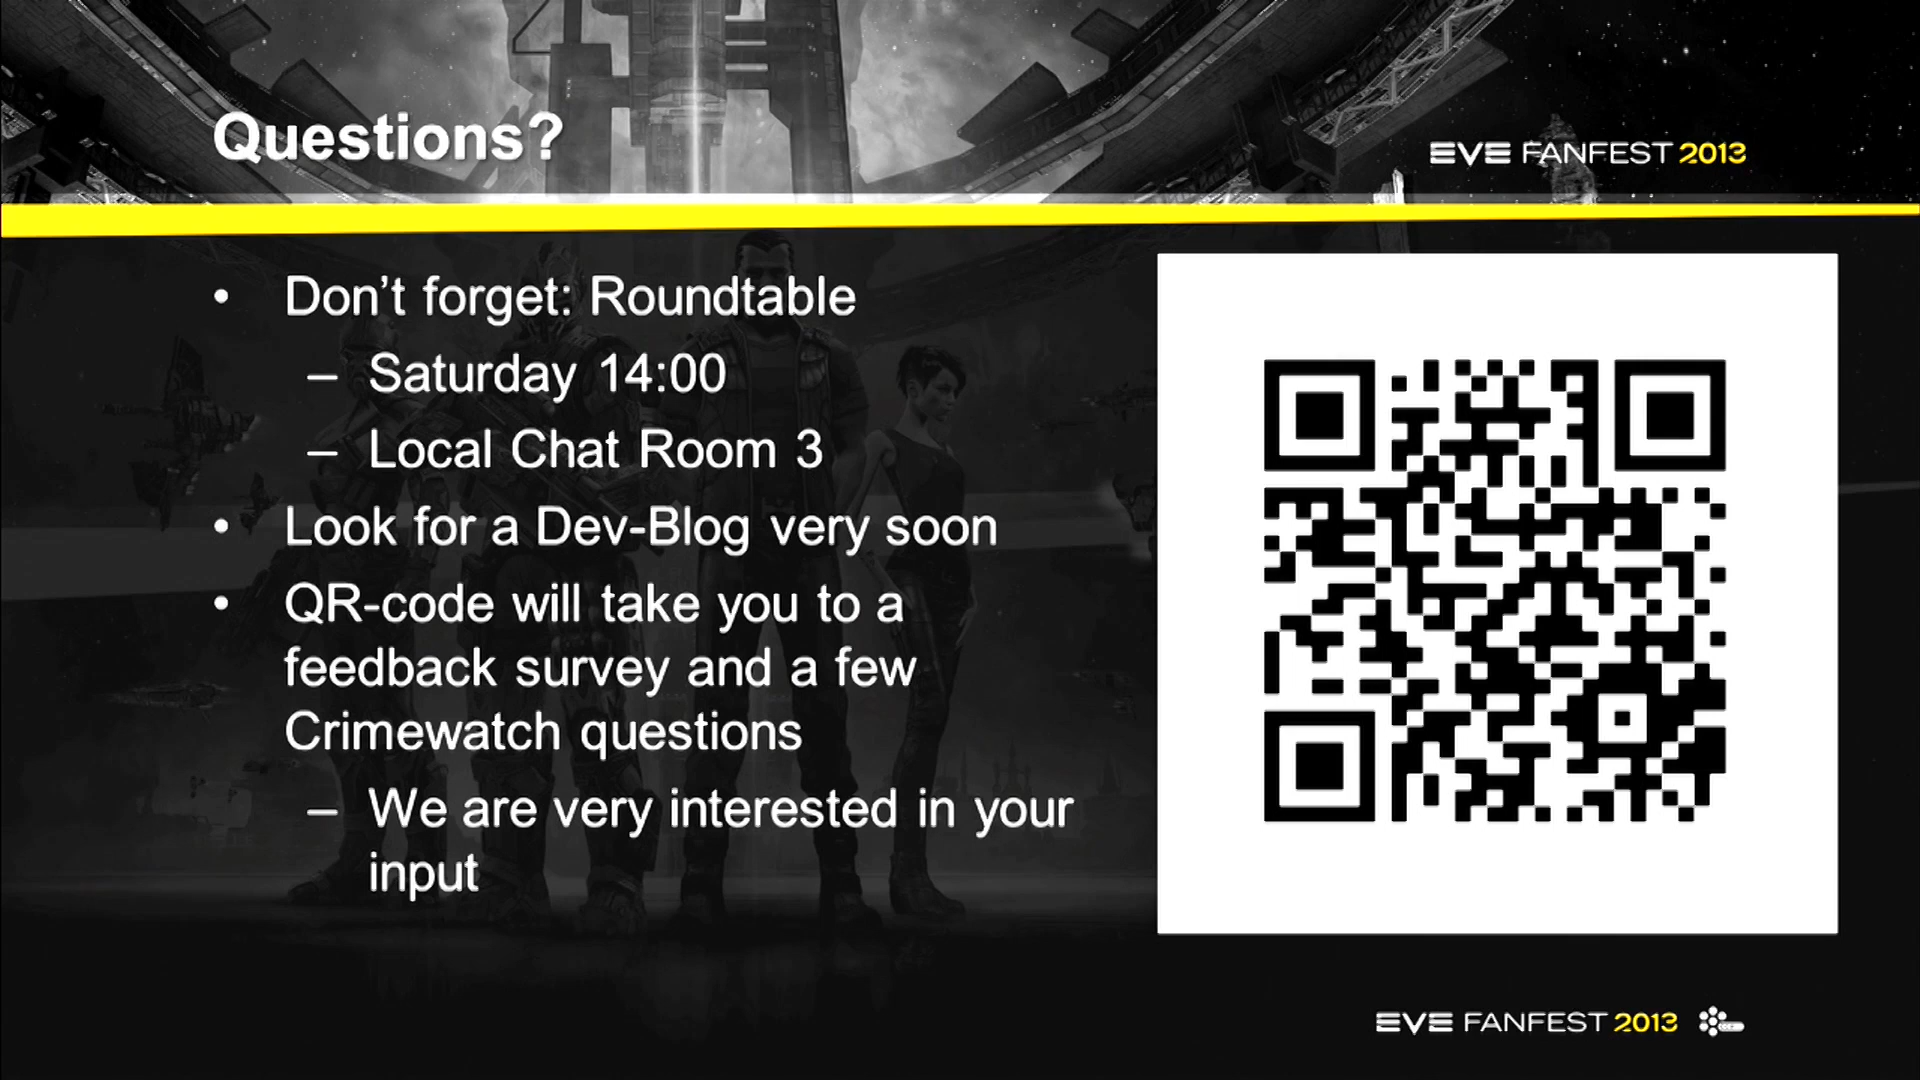 Questions?
EVE FANFEST 2013
• Don’t forget: Roundtable
– Saturday 14:00
– Local Chat Room 3
• Look for a Dev-Blog very soon
• QR-code will take you to a
feedback survey and a few
Crimewatch questions
– We are very interested in your
input
EVE FANFEST 2013